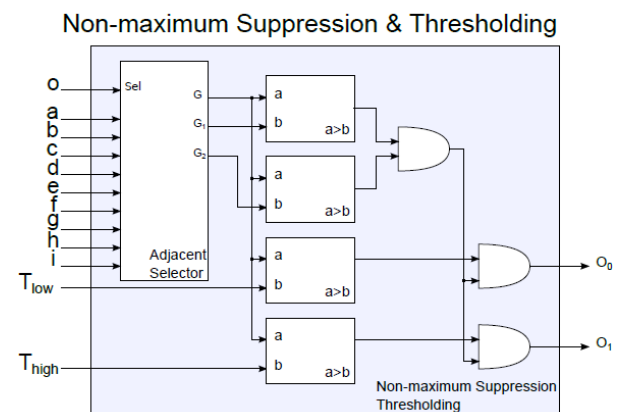 Non-maximum Suppression & Thresholding
o
Sel
G
a
a
b
G₁
b
a>b
c
G₂
d
a
e
f
b
a>b
g
h
Adjacent
Selector
i
a
O₀
Tlow
b
a>b
a
O₁
Thigh
b
a>b
Non-maximum Suppression
Thresholding